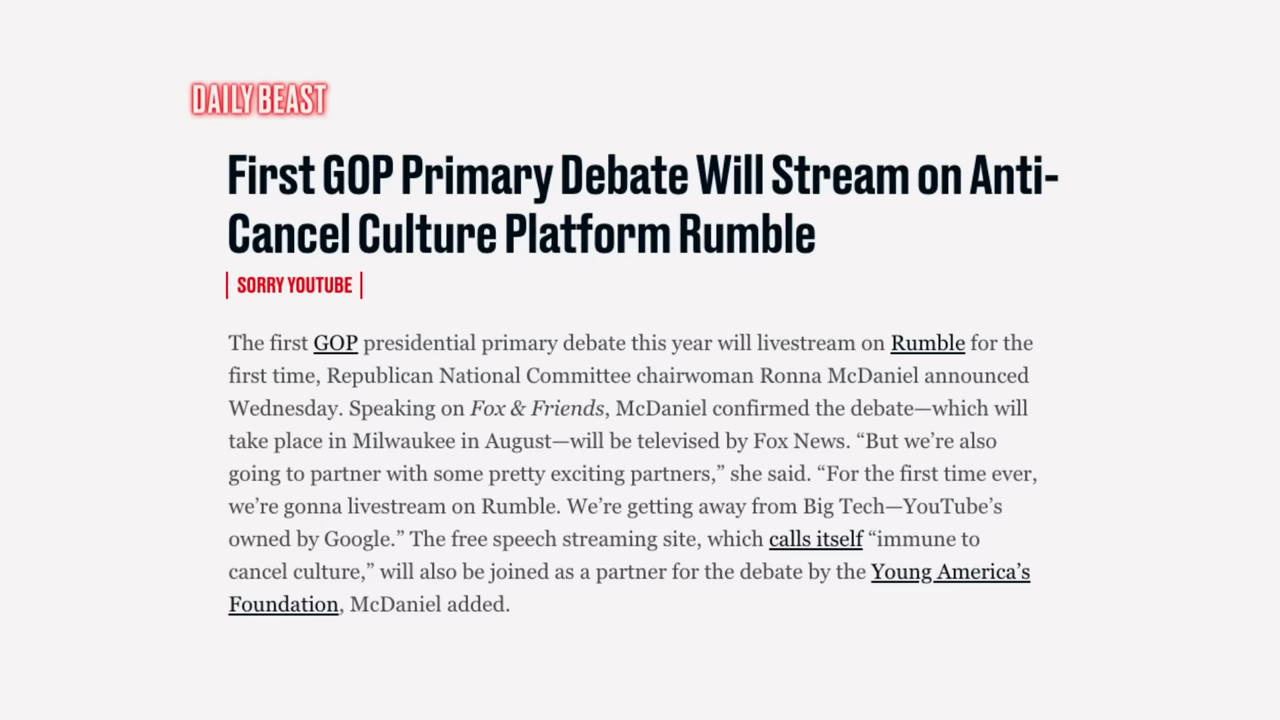 DAILY BEAST
First GOP Primary Debate Will Stream on Anti-
Cancel Culture Platform Rumble
SORRY YOUTUBE
The first GOP presidential primary debate this year will livestream on Rumble for the
first time, Republican National Committee chairwoman Ronna McDaniel announced
Wednesday. Speaking on Fox & Friends, McDaniel confirmed the debate—which will
take place in Milwaukee in August—will be televised by Fox News. “But we’re also
going to partner with some pretty exciting partners,” she said. “For the first time ever,
we’re gonna livestream on Rumble. We’re getting away from Big Tech—YouTube’s
owned by Google.” The free speech streaming site, which calls itself “immune to
cancel culture,” will also be joined as a partner for the debate by the Young America’s
Foundation, McDaniel added.